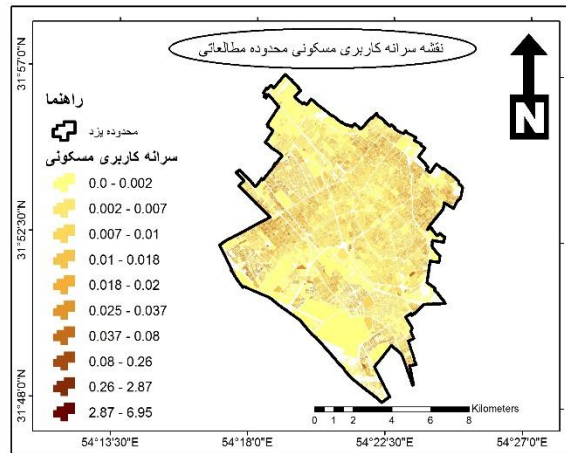 نقشه سرانه کاربری مسکونی محدوده مطالعاتی
N
راهنما
محدوده یزد
سرانه کاربری مسکونی
0.0 - 0.002
0.002 - 0.007
0.007 - 0.01
0.01 - 0.018
0.018 - 0.02
0.025 - 0.037
0.037 - 0.08
0.08 - 0.26
0.26 - 2.87
2.87 - 6.95
31°57'0"N
31°52'30"N
31°48'0"N
Kilometers
0 1 2 4 6 8
54°13'30"E 54°18'0"E 54°22'30"E 54°27'0"E